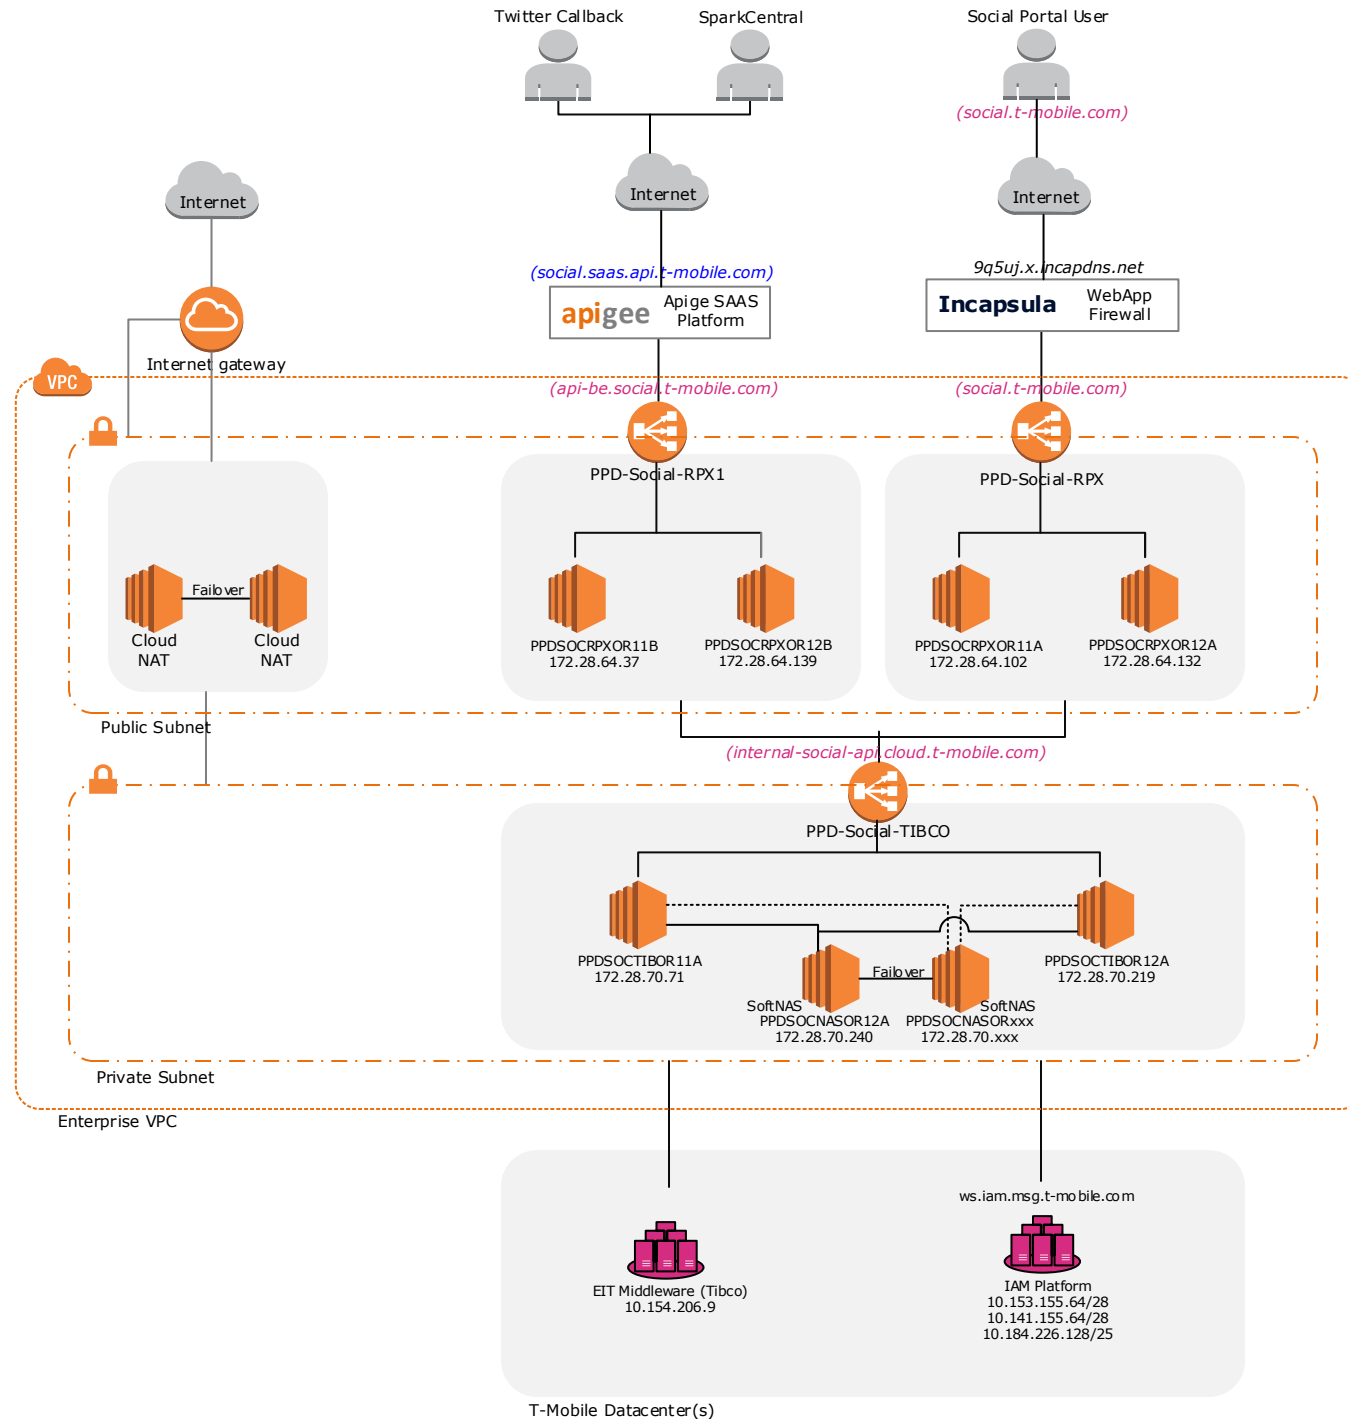 Twitter Callback
SparkCentral
Social Portal User
(social.t-mobile.com)
Internet
Internet
Internet
(social.saas.api.t-mobile.com)
9q5uj.x.incapdns.net
apigee
Apige SAAS
Platform
Incapsula
WebApp
Firewall
Internet gateway
VPC
(api-be.social.t-mobile.com)
(social.t-mobile.com)
PPD-Social-RPX1
PPD-Social-RPX
Failover
Cloud
NAT
Cloud
NAT
PPDSOCRPXOR11B
172.28.64.37
PPDSOCRPXOR12B
172.28.64.139
PPDSOCRPXOR11A
172.28.64.102
PPDSOCRPXOR12A
172.28.64.132
Public Subnet
(internal-social-api.cloud.t-mobile.com)
PPD-Social-TIBCO
PPDSOCTIBOR11A
172.28.70.71
PPDSOCTIBOR12A
172.28.70.219
Failover
SoftNAS
PPDSOCNASOR12A
172.28.70.240
SoftNAS
PPDSOCNASORxxx
172.28.70.xxx
Private Subnet
Enterprise VPC
ws.iam.msg.t-mobile.com
EIT Middleware (Tibco)
10.154.206.9
IAM Platform
10.153.155.64/28
10.141.155.64/28
10.184.226.128/25
T-Mobile Datacenter(s)